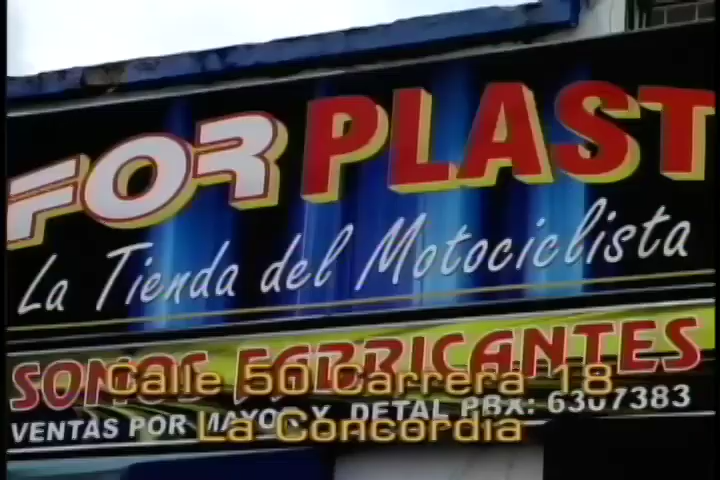 FOR PLAST
La Tienda del Motociclista
SOMOS FABRICANTES
Calle 50 Carrera 18
VENTAS POR MAYOR Y DETAL PBX: 6307383
La Concordia